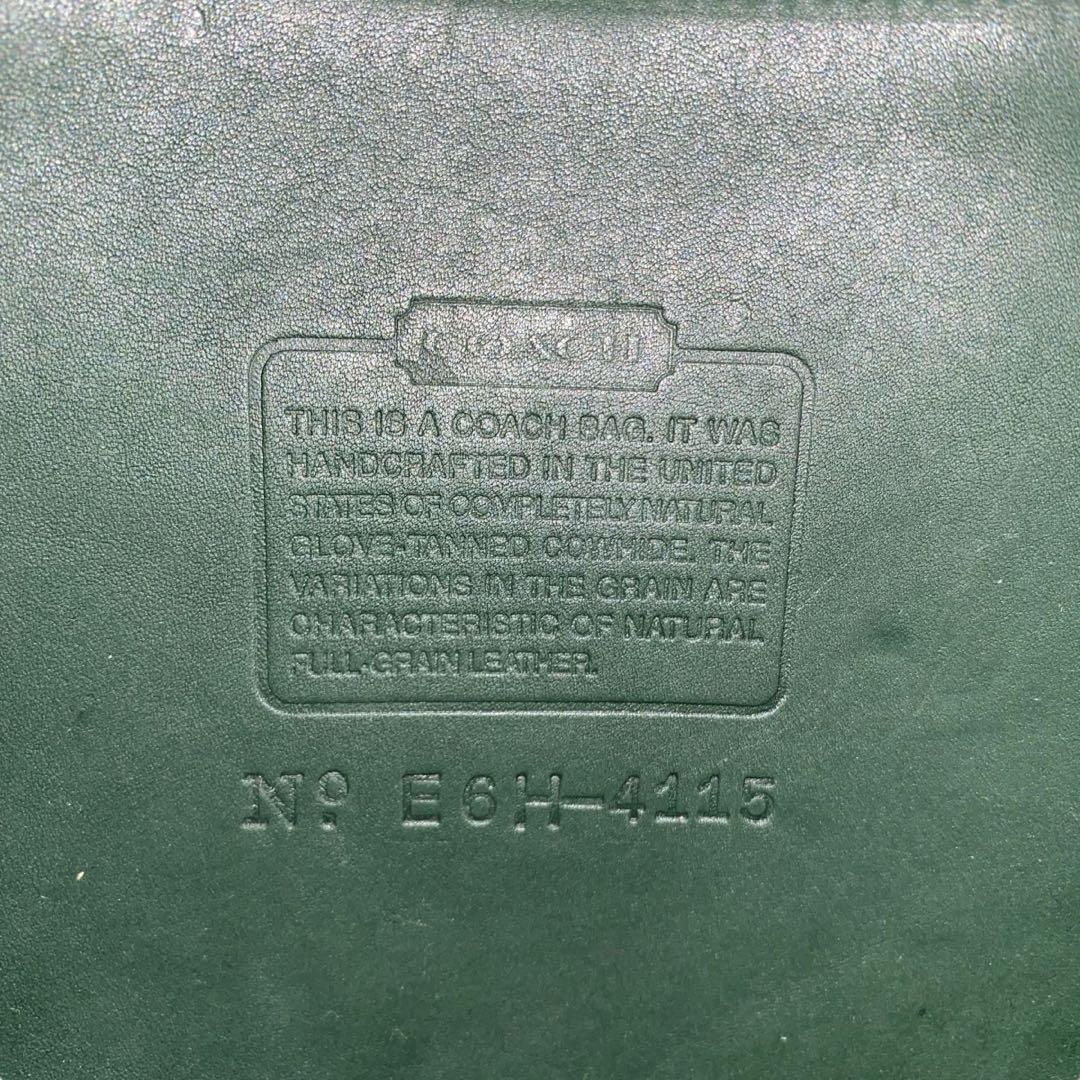 COACH
THIS IS A COACH BAG. IT WAS
HANDCRAFTED IN THE UNITED
STATES OF COMPLETELY NATURAL
GLOVE-TANNED COWHIDE. THE
VARIATIONS IN THE GRAIN ARE
CHARACTERISTIC OF NATURAL
FULL-GRAIN LEATHER.
Nº E6H-4115